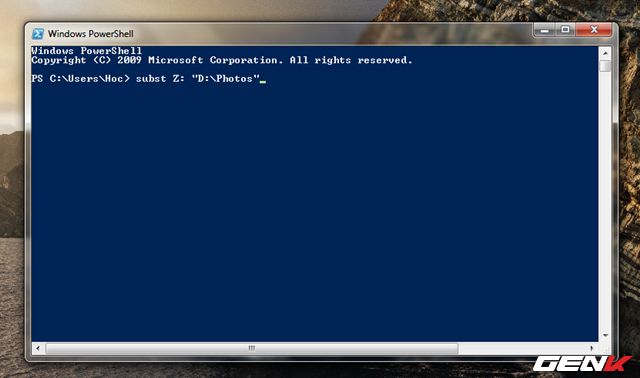 Windows PowerShell
Windows PowerShell
Copyright (C) 2009 Microsoft Corporation. All rights reserved.
PS C:\Users\Hoc> subst Z: "D:\Photos"_
GENK